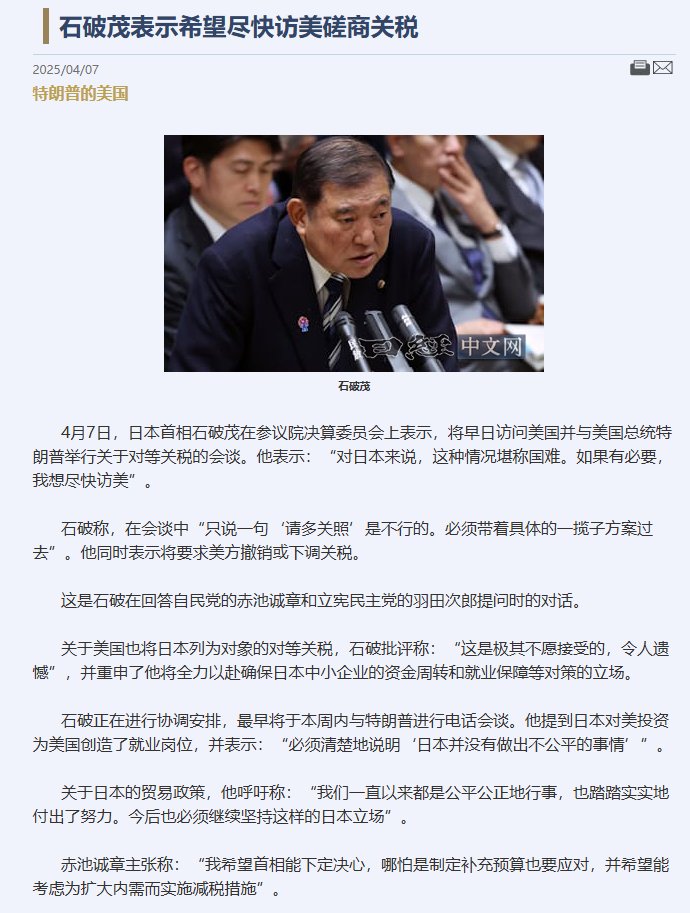 石破茂表示希望尽快访美磋商关税
2025/04/07
特朗普的美国
日经中文网
石破茂
4月7日，日本首相石破茂在参议院决算委员会上表示，将早日访问美国并与美国总统特
朗普举行关于对等关税的会谈。他表示：“对日本来说，这种情况堪称国难。如果有必要，
我想尽快访美”。
石破称，在会谈中“只说一句‘请多关照’是不行的。必须带着具体的一揽子方案过
去”。他同时表示将要求美方撤销或下调关税。
这是石破在回答自民党的赤池诚章和立宪民主党的羽田次郎提问时的对话。
关于美国也将日本列为对象的对等关税，石破批评称：“这是极其不愿接受的，令人遗
憾”，并重申了他将全力以赴确保日本中小企业的资金周转和就业保障等对策的立场。
石破正在进行协调安排，最早将于本周内与特朗普进行电话会谈。他提到日本对美投资
为美国创造了就业岗位，并表示：“必须清楚地说明‘日本并没有做出不公平的事情’”。
关于日本的贸易政策，他呼吁称：“我们一直以来都是公平公正地行事，也踏踏实实地
付出了努力。今后也必须继续坚持这样的日本立场”。
赤池诚章主张称：“我希望首相能下定决心，哪怕是制定补充预算也要应对，并希望能
考虑为扩大内需而实施减税措施”。